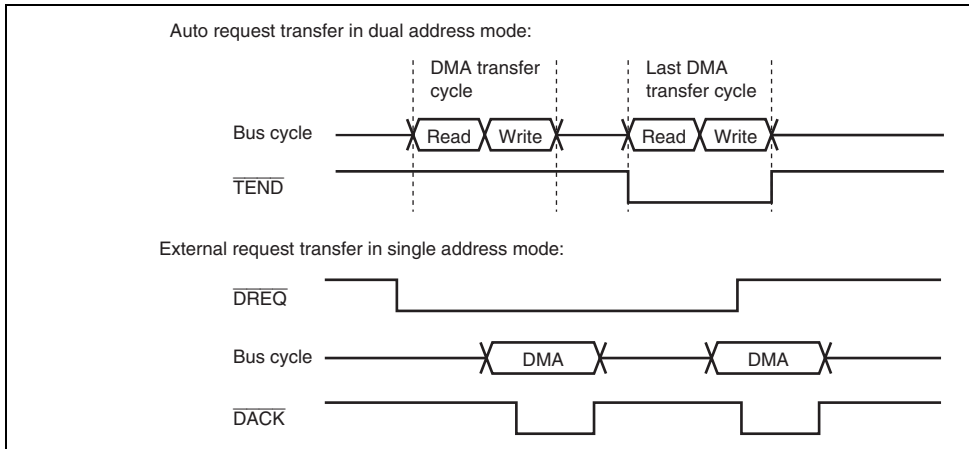 Auto request transfer in dual address mode:
DMA transfer
cycle
Last DMA
transfer cycle
Bus cycle
Read
Write
Read
Write
TEND
External request transfer in single address mode:
DREQ
Bus cycle
DMA
DMA
DACK